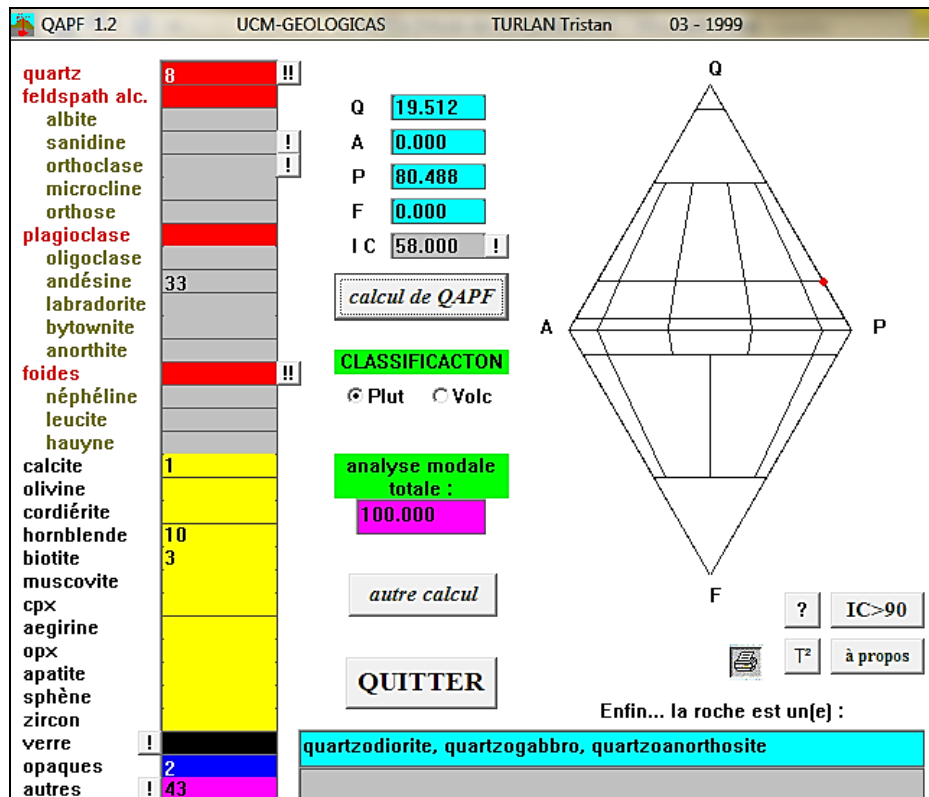 QAPF 1.2 UCM-GEOLOGICAS TURLAN Tristan 03 - 1999
quartz 8 !!
feldspath alc.
albite
sanidine !
orthoclase !
microcline
orthose
plagioclase
oligoclase
andésine 33
labradorite
bytownite
anorthite
foides !!
néphéline
leucite
hauyne
calcite 1
olivine
cordiérite
hornblende 10
biotite 3
muscovite
cpx
aegirine
opx
apatite
sphène
zircon
verre !
opaques 2
autres ! 43
Q 19.512
A 0.000
P 80.488
F 0.000
I C 58.000 !
calcul de QAPF
CLASSIFICACTON
Plut Volc
analyse modale
totale :
100.000
autre calcul
QUITTER
Q
A P
F
? IC>90
T² à propos
Enfin... la roche est un(e) :
quartzodiorite, quartzogabbro, quartzoanorthosite